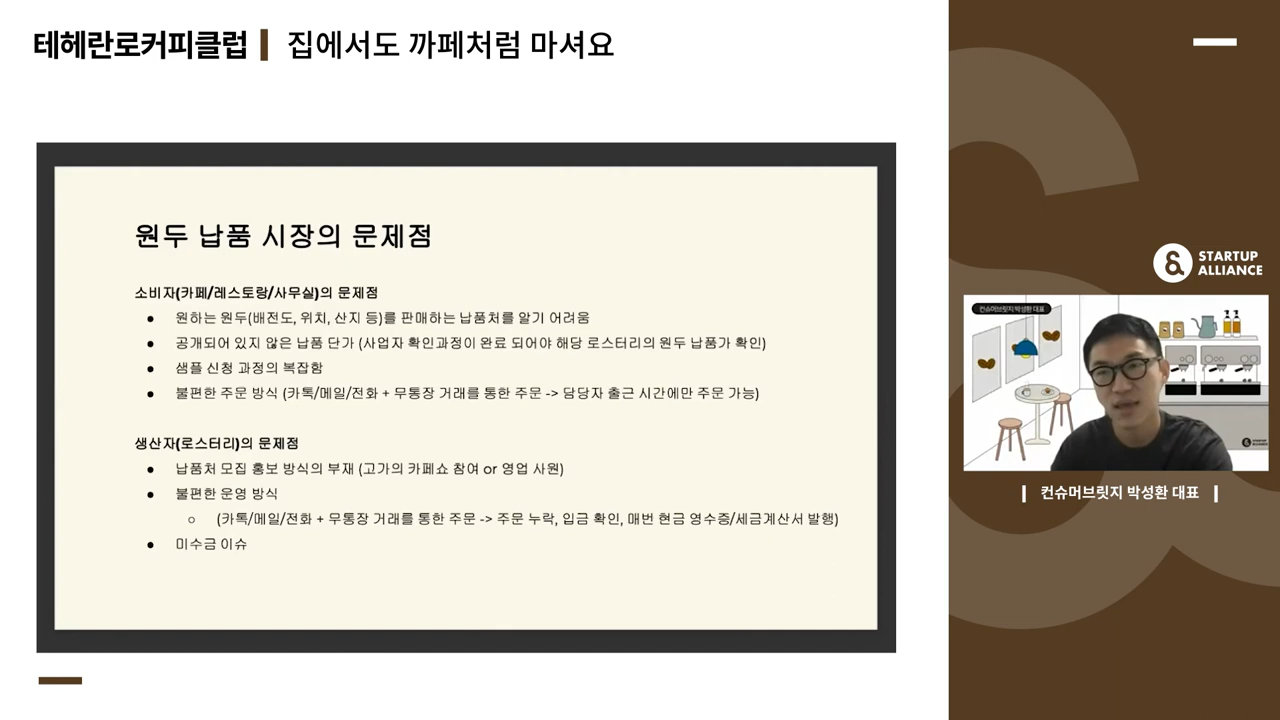 테헤란로커피클럽 | 집에서도 까페처럼 마셔요
원두 납품 시장의 문제점
소비자(카페/레스토랑/사무실)의 문제점
● 원하는 원두(배전도, 위치, 산지 등)를 판매하는 납품처를 알기 어려움
● 공개되어 있지 않은 납품 단가 (사업자 확인과정이 완료 되어야 해당 로스터리의 원두 납품가 확인)
● 샘플 신청 과정의 복잡함
● 불편한 주문 방식 (카톡/메일/전화 + 무통장 거래를 통한 주문 -> 담당자 출근 시간에만 주문 가능)
생산자(로스터리)의 문제점
● 납품처 모집 홍보 방식의 부재 (고가의 카페쇼 참여 or 영업 사원)
● 불편한 운영 방식
○ (카톡/메일/전화 + 무통장 거래를 통한 주문 -> 주문 누락, 입금 확인, 매번 현금 영수증/세금계산서 발행)
● 미수금 이슈
STARTUP
ALLIANCE
컨슈머브릿지 박성환 대표
| 컨슈머브릿지 박성환 대표 |